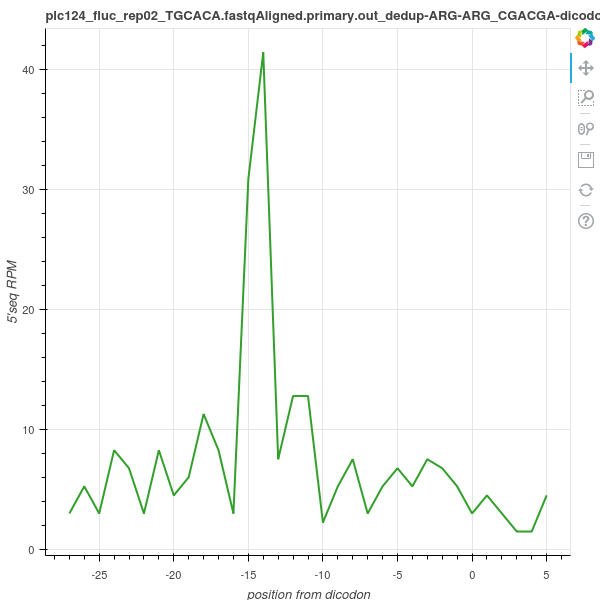 plc124_fluc_rep02_TGCACA.fastqAligned.primary.out_dedup-ARG-ARG_CGACGA-dicodo
40
30
20
10
0
5'seq RPM
-25 -20 -15 -10 -5 0 5
position from dicodon
?